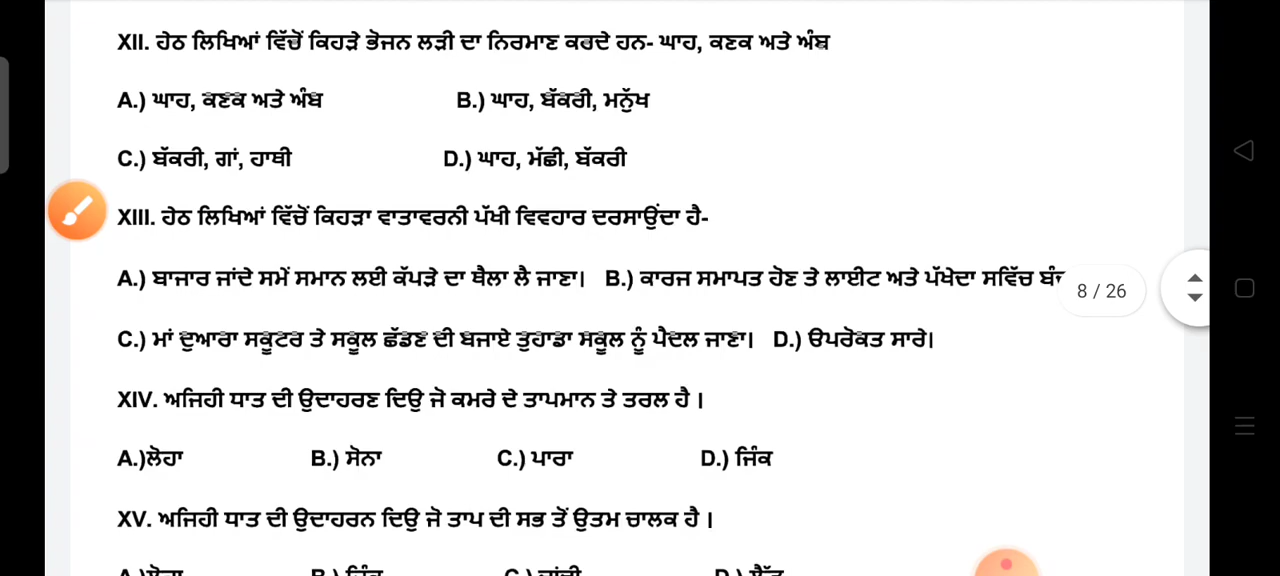 XII. ਹੇਠ ਲਿਖਿਆਂ ਵਿੱਚੋਂ ਕਿਹੜੇ ਭੋਜਨ ਲੜੀ ਦਾ ਨਿਰਮਾਣ ਕਰਦੇ ਹਨ- ਘਾਹ, ਕਣਕ ਅਤੇ ਅੰਬ
A.) ਘਾਹ, ਕਣਕ ਅਤੇ ਅੰਬ B.) ਘਾਹ, ਬੱਕਰੀ, ਮਨੁੱਖ
C.) ਬੱਕਰੀ, ਗਾਂ, ਹਾਥੀ D.) ਘਾਹ, ਮੱਛੀ, ਬੱਕਰੀ
XIII. ਹੇਠ ਲਿਖਿਆਂ ਵਿੱਚੋਂ ਕਿਹੜਾ ਵਾਤਾਵਰਨੀ ਪੱਖੀ ਵਿਵਹਾਰ ਦਰਸਾਉਂਦਾ ਹੈ-
A.) ਬਾਜਾਰ ਜਾਂਦੇ ਸਮੇਂ ਸਮਾਨ ਲਈ ਕੱਪੜੇ ਦਾ ਥੈਲਾ ਲੈ ਜਾਣਾ। B.) ਕਾਰਜ ਸਮਾਪਤ ਹੋਣ ਤੇ ਲਾਈਟ ਅਤੇ ਪੱਖੇਦਾ ਸਵਿੱਚ
8 / 26
C.) ਮਾਂ ਦੁਆਰਾ ਸਕੂਟਰ ਤੇ ਸਕੂਲ ਛੱਡਣ ਦੀ ਬਜਾਏ ਤੁਹਾਡਾ ਸਕੂਲ ਨੂੰ ਪੈਦਲ ਜਾਣਾ। D.) ਉਪਰੋਕਤ ਸਾਰੇ।
XIV. ਅਜਿਹੀ ਧਾਤ ਦੀ ਉਦਾਹਰਣ ਦਿਉ ਜੋ ਕਮਰੇ ਦੇ ਤਾਪਮਾਨ ਤੇ ਤਰਲ ਹੈ ।
A.)ਲੋਹਾ B.) ਸੋਨਾ C.) ਪਾਰਾ D.) ਜਿੰਕ
XV. ਅਜਿਹੀ ਧਾਤ ਦੀ ਉਦਾਹਰਨ ਦਿਉ ਜੋ ਤਾਪ ਦੀ ਸਭ ਤੋਂ ਉਤਮ ਚਾਲਕ ਹੈ ।